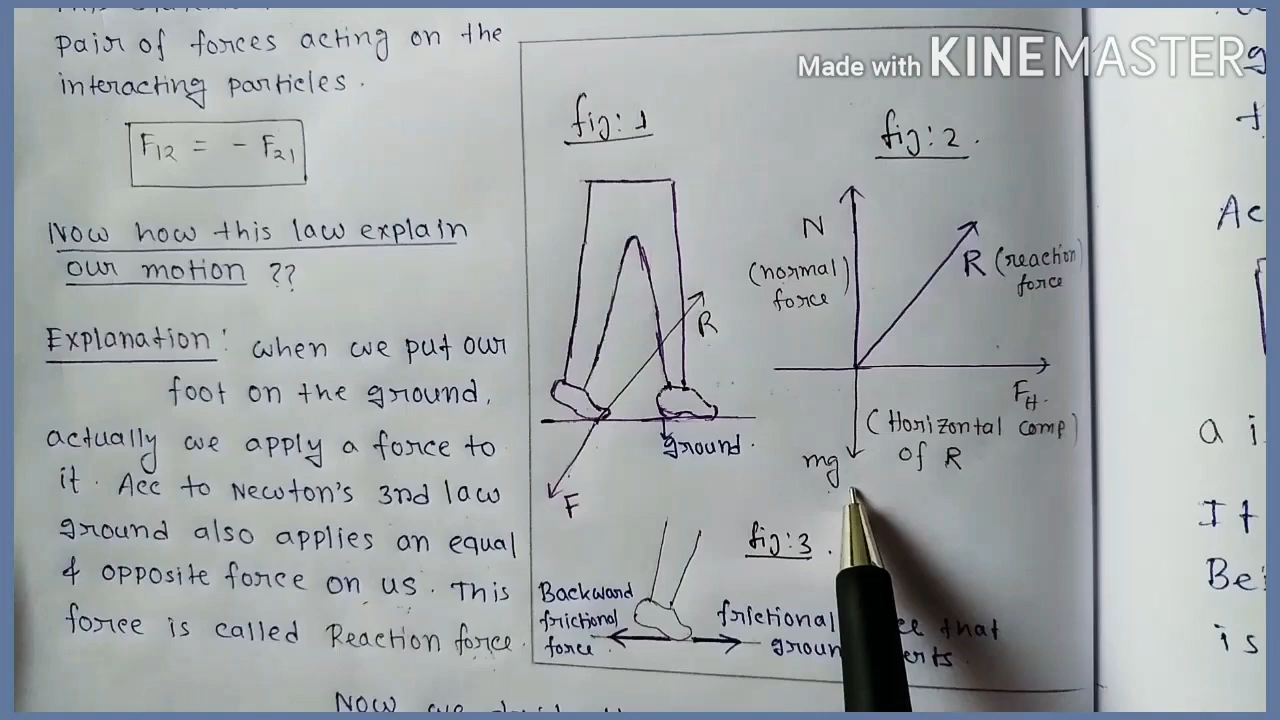 pair of forces acting on the
interacting particles.
F12 = - F21
Now how this law explain
our motion ??
Explanation: when we put our
foot on the ground,
actually we apply a force to
it. Acc to Newton's 3rd law
ground also applies an equal
& opposite force on us. This
force is called Reaction force.
Made with KINEMASTER
fig: 1
R
ground.
F
fig: 2.
N
(normal)
force
R (reaction)
force
FH.
(Horizontal comp)
of R
mg
fig: 3.
Backward
frictional
force.
frictional that
ground
Ac
a i
It
is